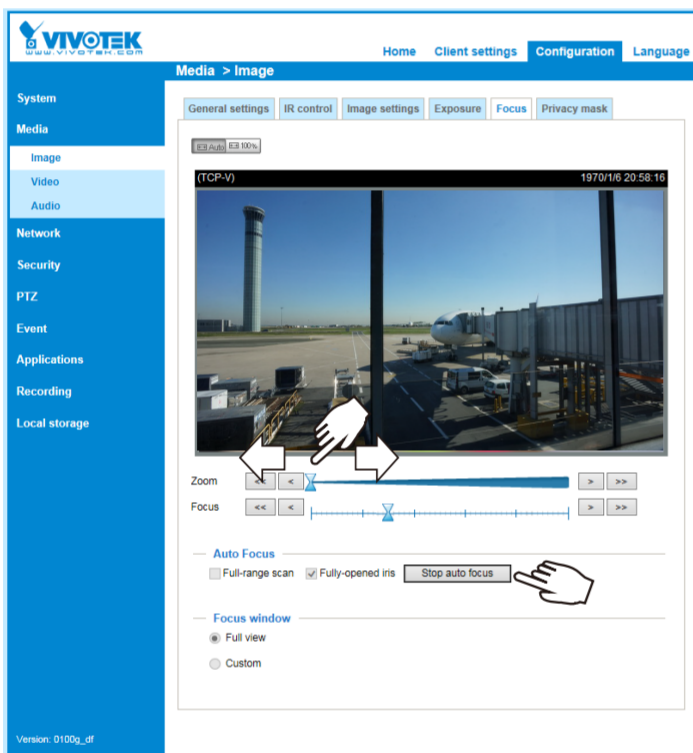 VIVOTEK
www.vivotek.com
Home Client settings Configuration Language
Media > Image
System
Media
Image
Video
Audio
Network
Security
PTZ
Event
Applications
Recording
Local storage
Version: 0100g_df
General settings IR control Image settings Exposure Focus Privacy mask
Auto 100%
(TCP-V) 1970/1/6 20:58:16
Zoom << < > >>
Focus << < > >>
Auto Focus
Full-range scan Fully-opened iris Stop auto focus
Focus window
Full view
Custom